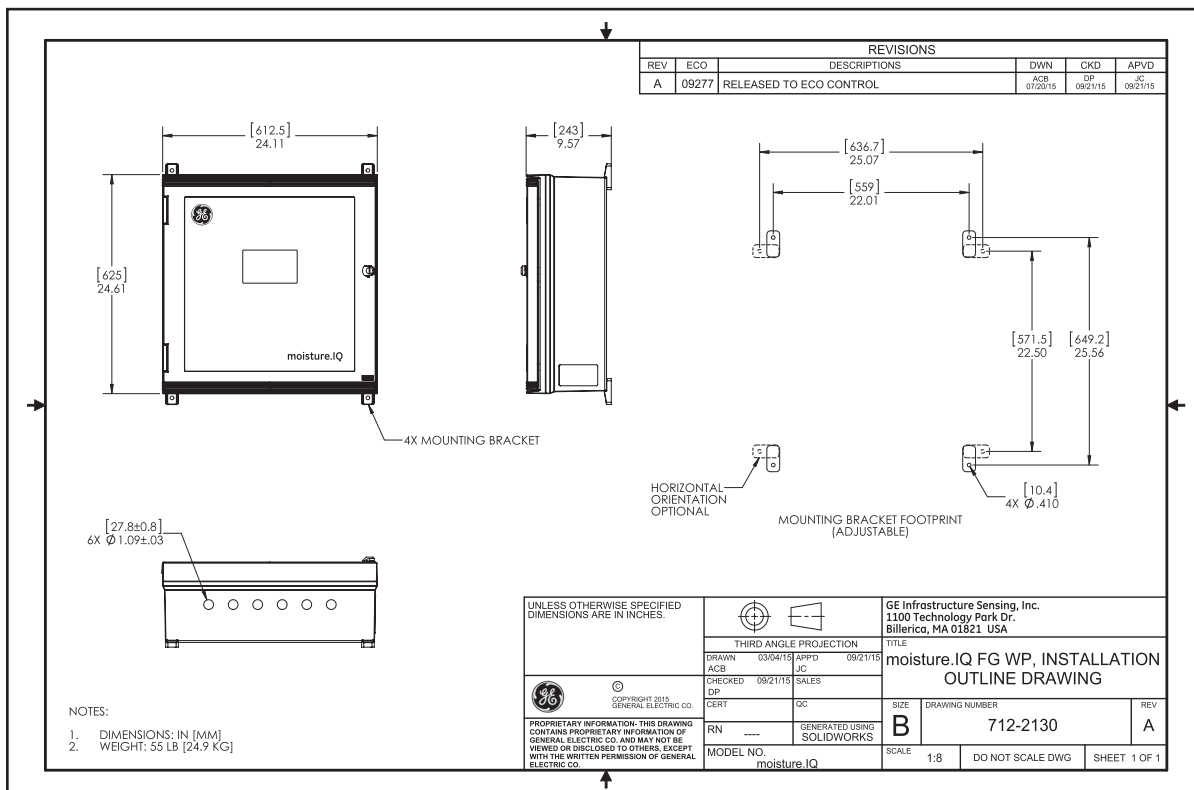 REVISIONS
REV ECO DESCRIPTIONS DWN CKD APVD
A 09277 RELEASED TO ECO CONTROL ACB 07/20/15 DP 09/21/15 JC 09/21/15
[612.5]
24.11
[243]
9.57
[636.7]
25.07
[559]
22.01
[625]
24.61
GE
moisture.IQ
[571.5]
22.50
[649.2]
25.56
4X MOUNTING BRACKET
HORIZONTAL
ORIENTATION
OPTIONAL
[10.4]
4X Ø .410
MOUNTING BRACKET FOOTPRINT
(ADJUSTABLE)
[27.8±0.8]
6X Ø 1.09±.03
NOTES:
1. DIMENSIONS: IN [MM]
2. WEIGHT: 55 LB [24.9 KG]
UNLESS OTHERWISE SPECIFIED
DIMENSIONS ARE IN INCHES.
GE
©
COPYRIGHT 2015
GENERAL ELECTRIC CO.
PROPRIETARY INFORMATION- THIS DRAWING
CONTAINS PROPRIETARY INFORMATION OF
GENERAL ELECTRIC CO. AND MAY NOT BE
VIEWED OR DISCLOSED TO OTHERS, EXCEPT
WITH THE WRITTEN PERMISSION OF GENERAL
ELECTRIC CO.
THIRD ANGLE PROJECTION
DRAWN 03/04/15 APP'D 09/21/15
ACB JC
CHECKED 09/21/15 SALES
DP
CERT QC
RN ---- GENERATED USING
SOLIDWORKS
MODEL NO.
moisture.IQ
GE Infrastructure Sensing, Inc.
1100 Technology Park Dr.
Billerica, MA 01821 USA
TITLE
moisture.IQ FG WP, INSTALLATION
OUTLINE DRAWING
SIZE DRAWING NUMBER REV
B 712-2130 A
SCALE 1:8 DO NOT SCALE DWG SHEET 1 OF 1